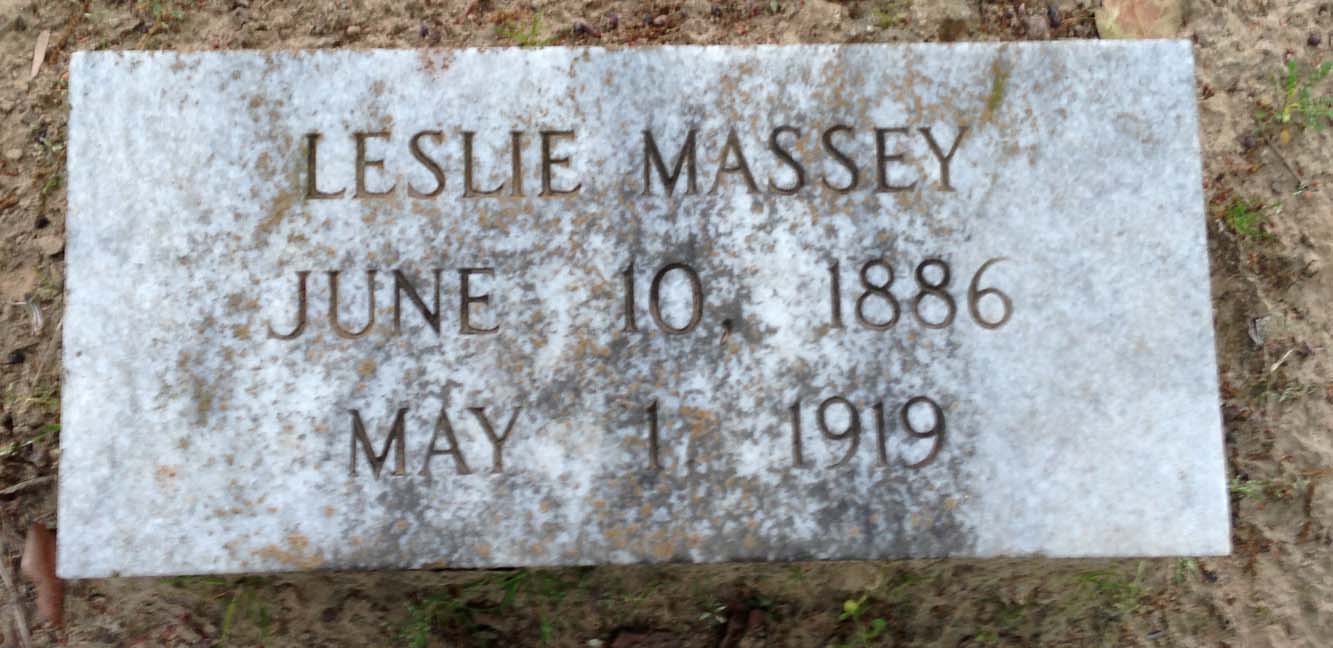 LESLIE MASSEY
JUNE 10, 1886
MAY 1, 1919